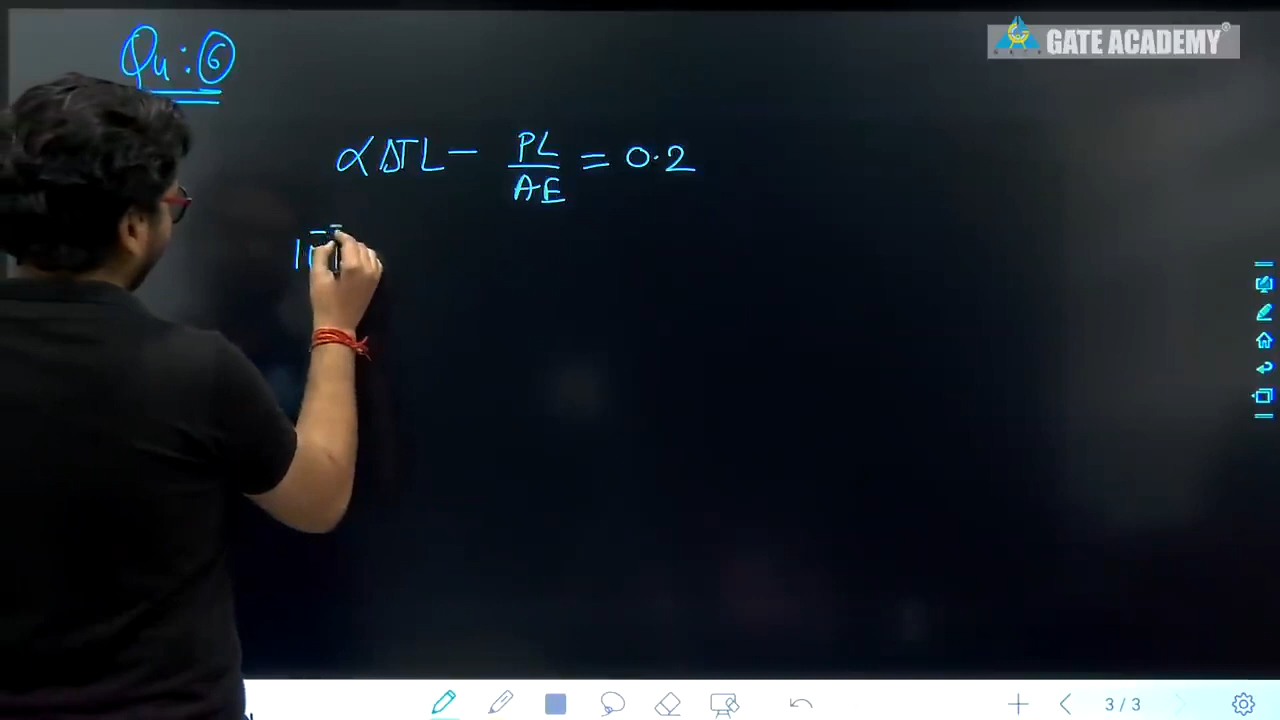 GATE ACADEMY
Qu : 6
α ΔT L - PL/AE = 0.2
3 / 3